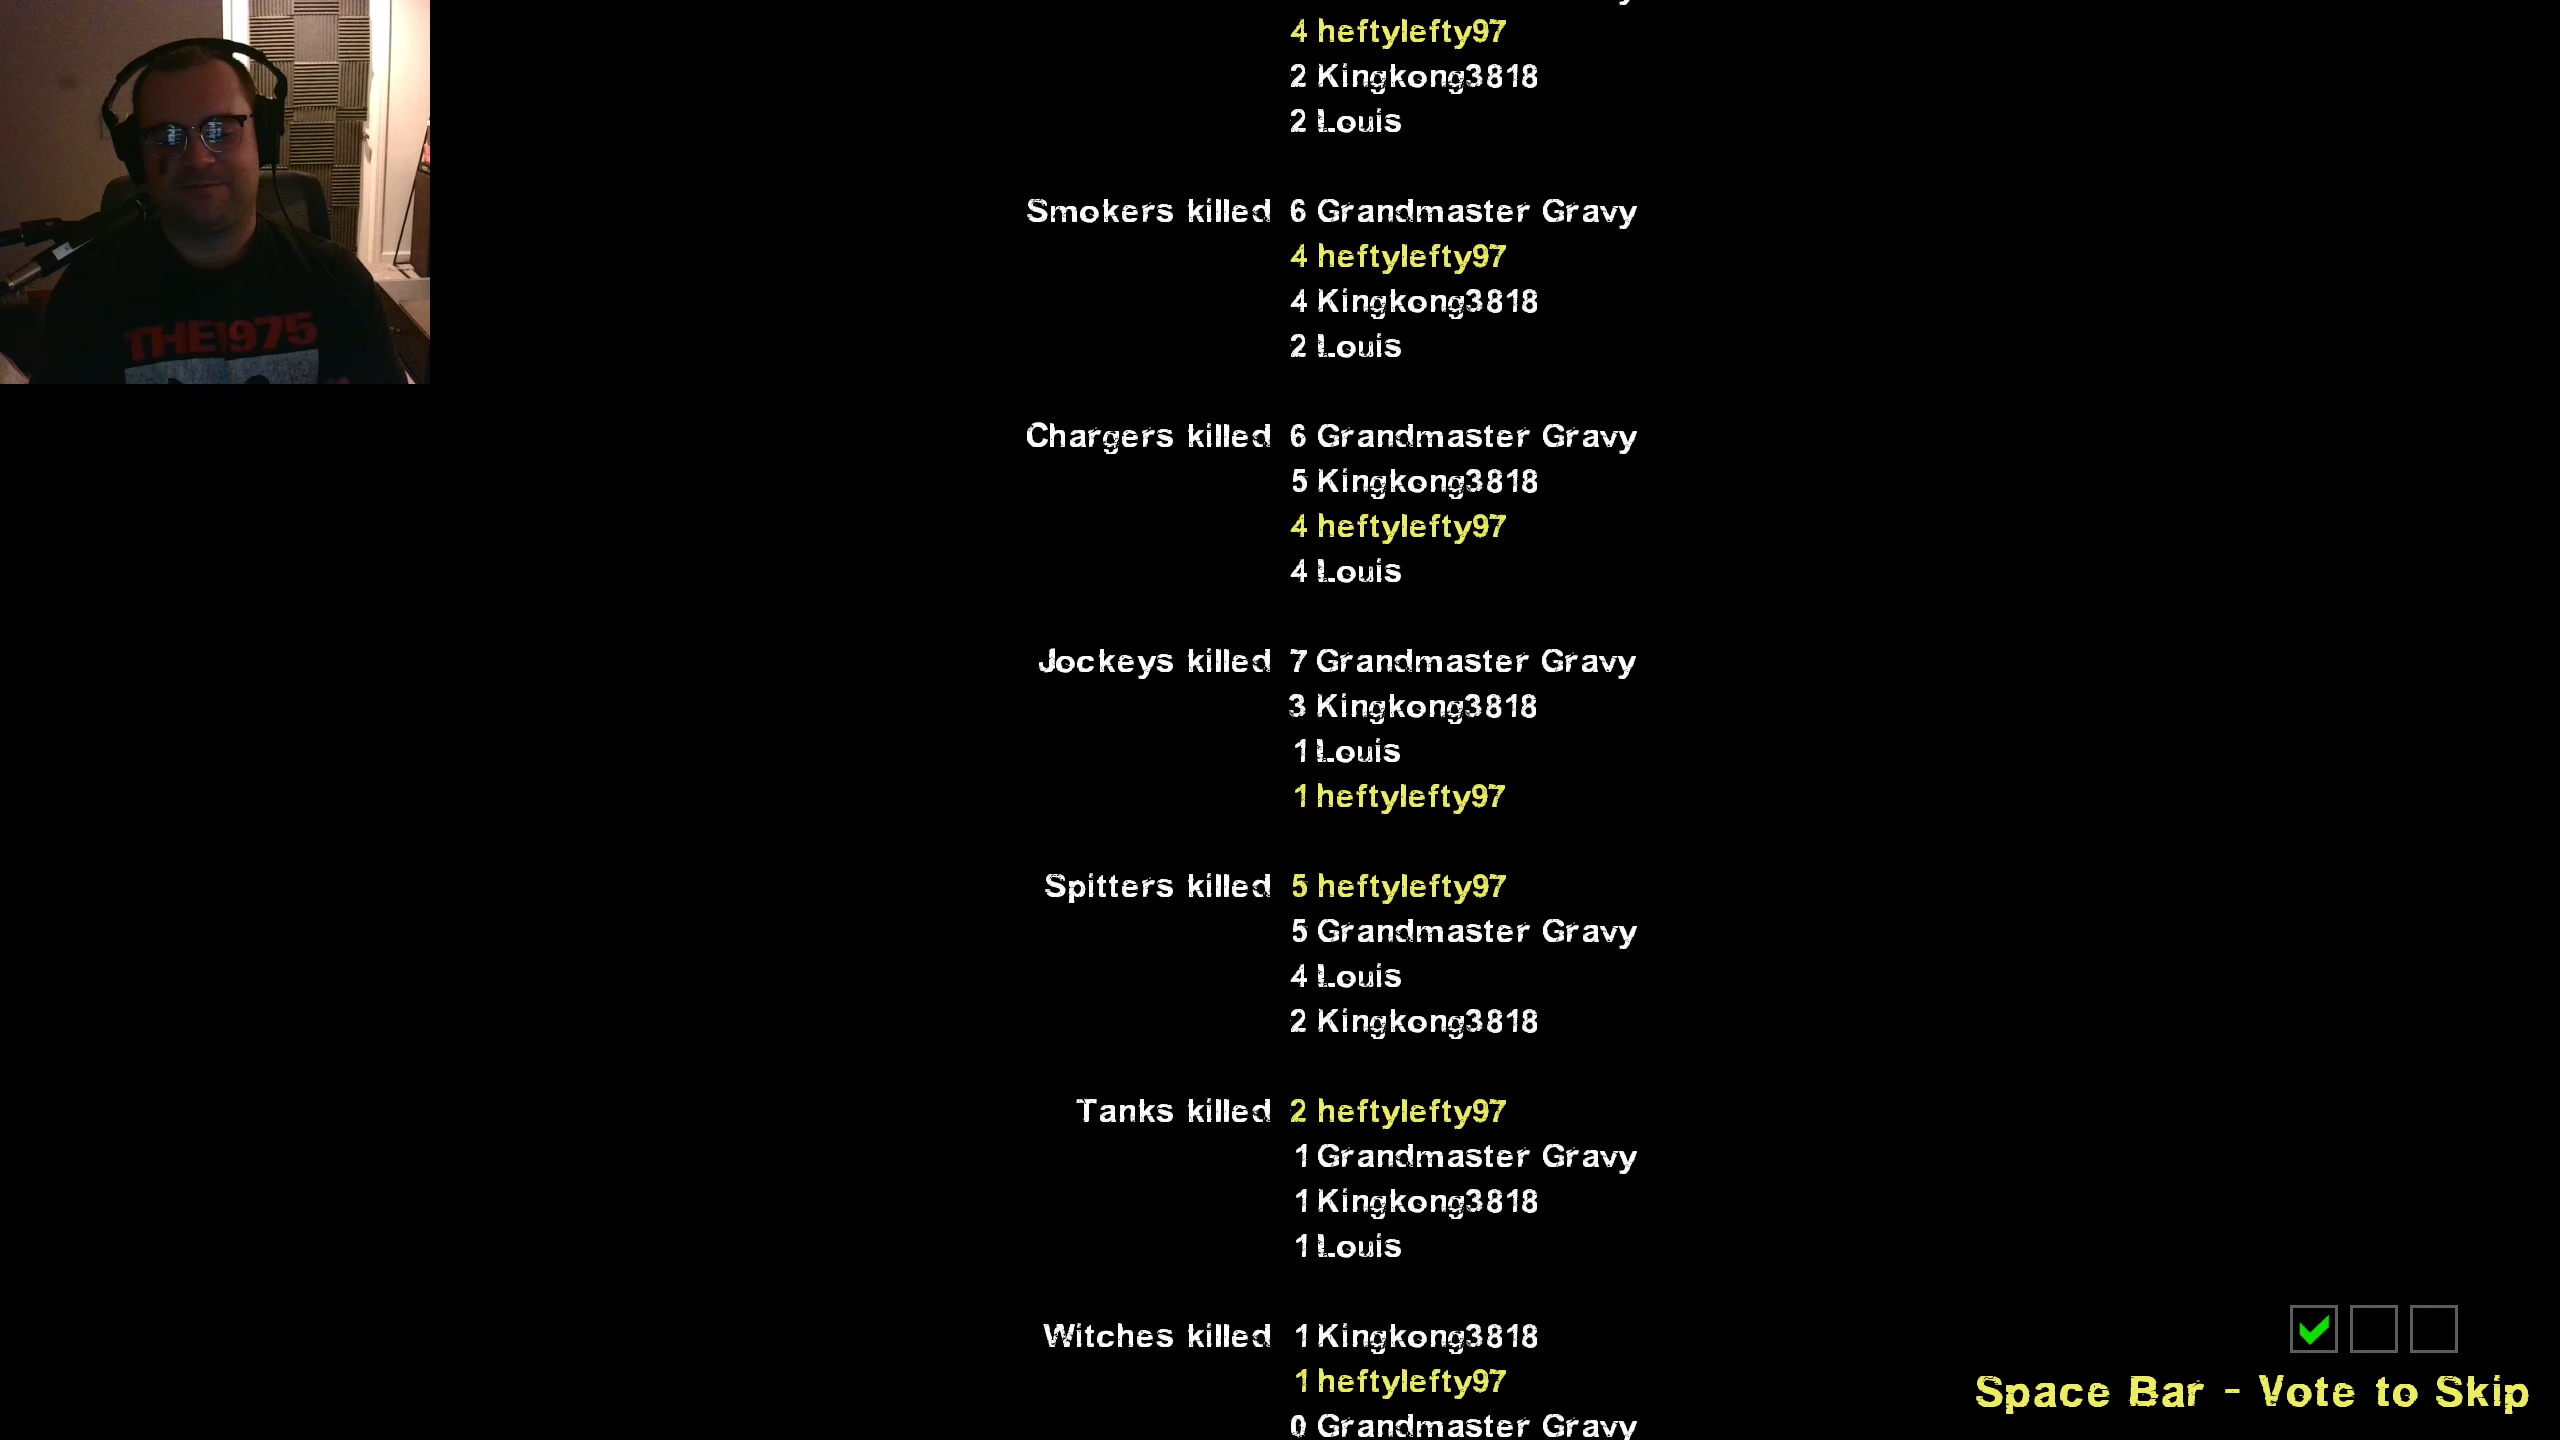 4 heftylefty97
2 Kingkong3818
2 Louis
Smokers killed 6 Grandmaster Gravy
4 heftylefty97
4 Kingkong3818
2 Louis
Chargers killed 6 Grandmaster Gravy
5 Kingkong3818
4 heftylefty97
4 Louis
Jockeys killed 7 Grandmaster Gravy
3 Kingkong3818
1 Louis
1 heftylefty97
Spitters killed 5 heftylefty97
5 Grandmaster Gravy
4 Louis
2 Kingkong3818
Tanks killed 2 heftylefty97
1 Grandmaster Gravy
1 Kingkong3818
1 Louis
Witches killed 1 Kingkong3818
1 heftylefty97
0 Grandmaster Gravy
THE 1975
Space Bar - Vote to Skip